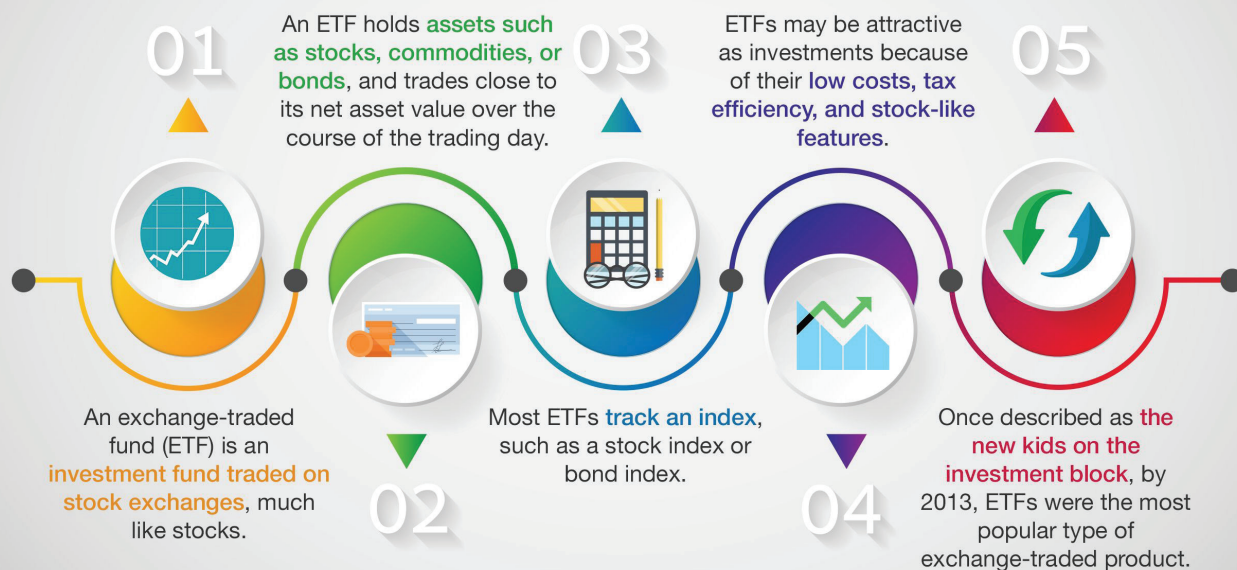 01
An exchange-traded
fund (ETF) is an
investment fund traded on
stock exchanges, much
like stocks.
An ETF holds assets such
as stocks, commodities, or
bonds, and trades close to
its net asset value over the
course of the trading day.
02
03
Most ETFs track an index,
such as a stock index or
bond index.
ETFs may be attractive
as investments because
of their low costs, tax
efficiency, and stock-like
features.
04
05
Once described as the
new kids on the
investment block, by
2013, ETFs were the most
popular type of
exchange-traded product.